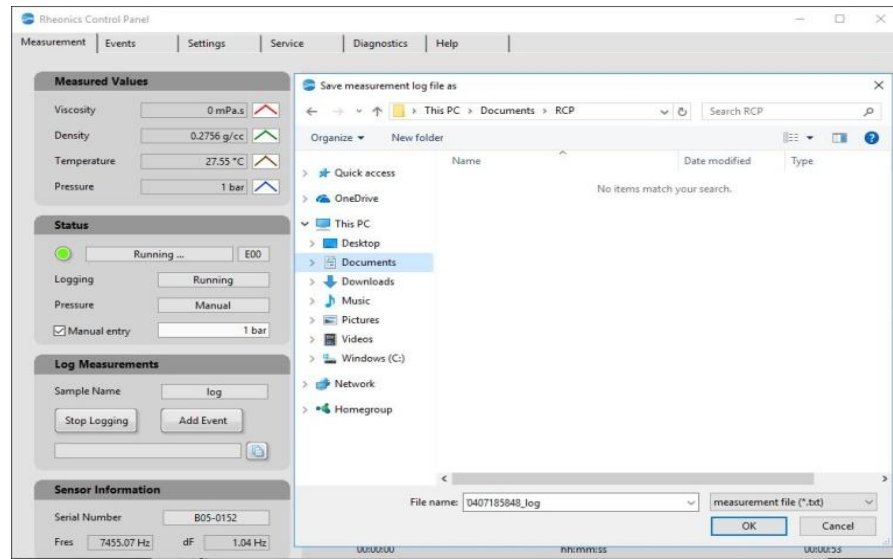 Rheonics Control Panel
Measurement Events Settings Service Diagnostics Help
Measured Values
Viscosity 0 mPa.s
Density 0.2756 g/cc
Temperature 27.55 °C
Pressure 1 bar
Status
Running ... E00
Logging Running
Pressure Manual
Manual entry 1 bar
Log Measurements
Sample Name log
Stop Logging Add Event
Sensor Information
Serial Number B05-0152
Fres 7455.07 Hz dF 1.04 Hz
Save measurement log file as
This PC > Documents > RCP Search RCP
Organize New folder
Name Date modified Type
No items match your search.
Quick access
OneDrive
This PC
Desktop
Documents
Downloads
Music
Pictures
Videos
Windows (C:)
Network
Homegroup
File name: '0407185848_log measurement file (*.txt)
OK Cancel
00:00:00 hh:mm:ss 00:00:53